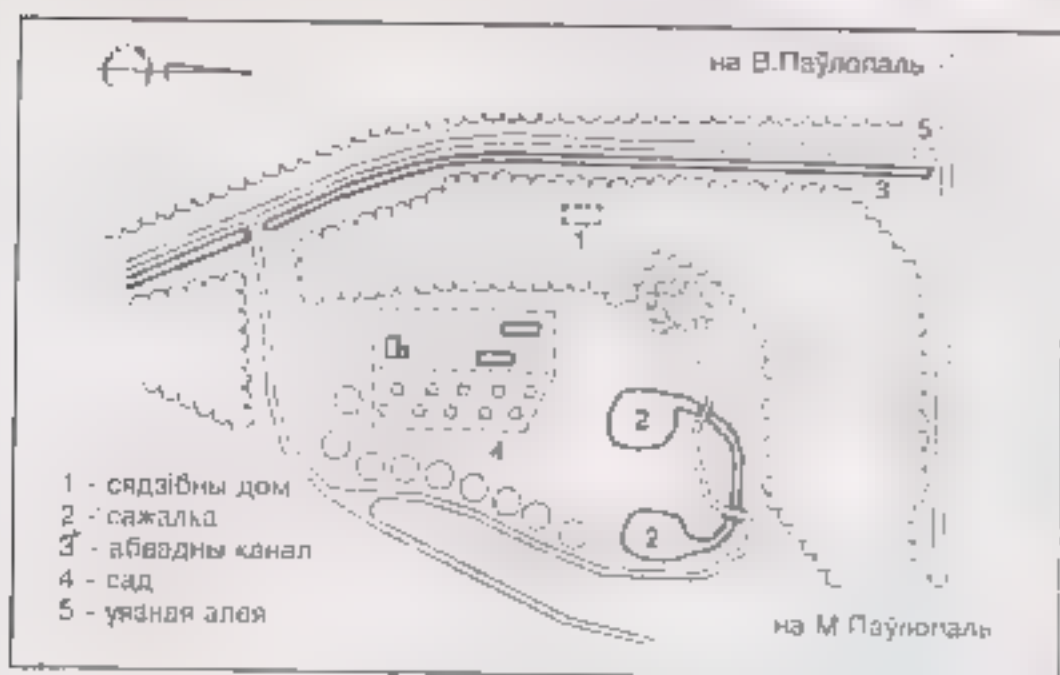 на В.Паўлопаль
5
3
1
2
4
2
1 - сядзібны дом
2 - сажалка
3 - абвадны канал
4 - сад
5 - уязная алея
на М.Паўлопаль